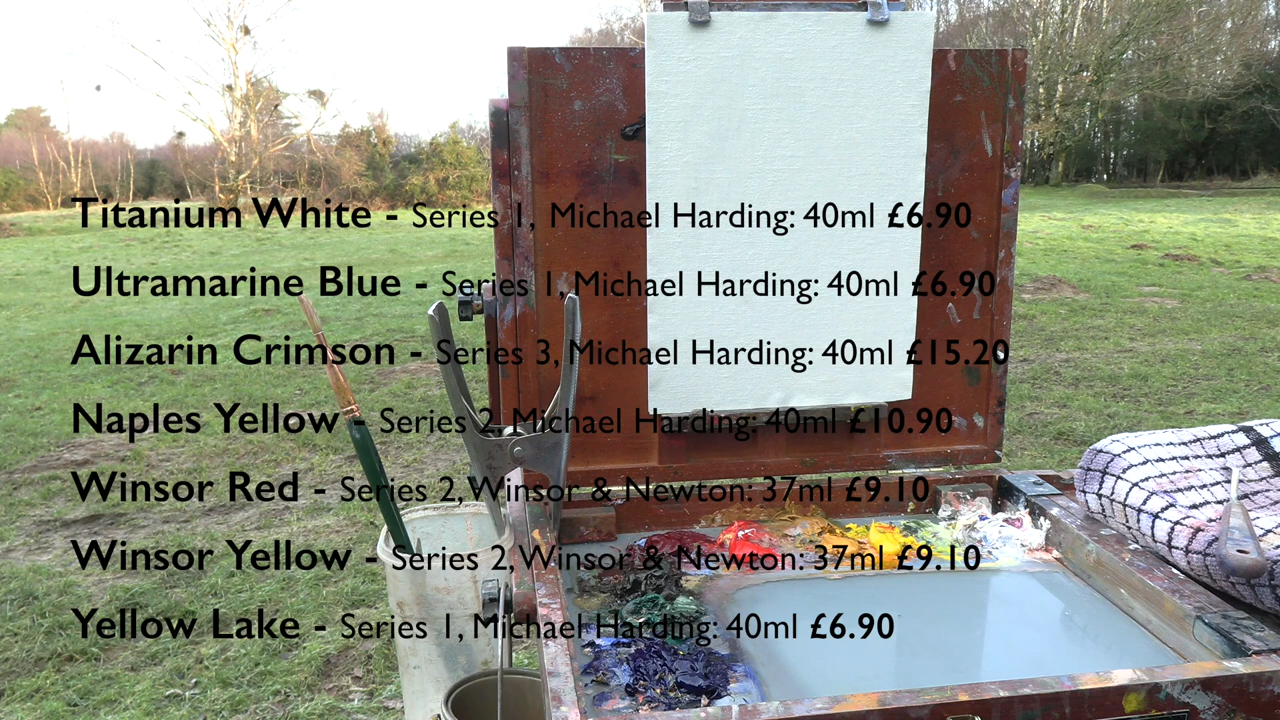 Titanium White - Series 1, Michael Harding: 40ml £6.90
Ultramarine Blue - Series 1, Michael Harding: 40ml £6.90
Alizarin Crimson - Series 3, Michael Harding: 40ml £15.20
Naples Yellow - Series 2, Michael Harding: 40ml £10.90
Winsor Red - Series 2, Winsor & Newton: 37ml £9.10
Winsor Yellow - Series 2, Winsor & Newton: 37ml £9.10
Yellow Lake - Series 1, Michael Harding: 40ml £6.90